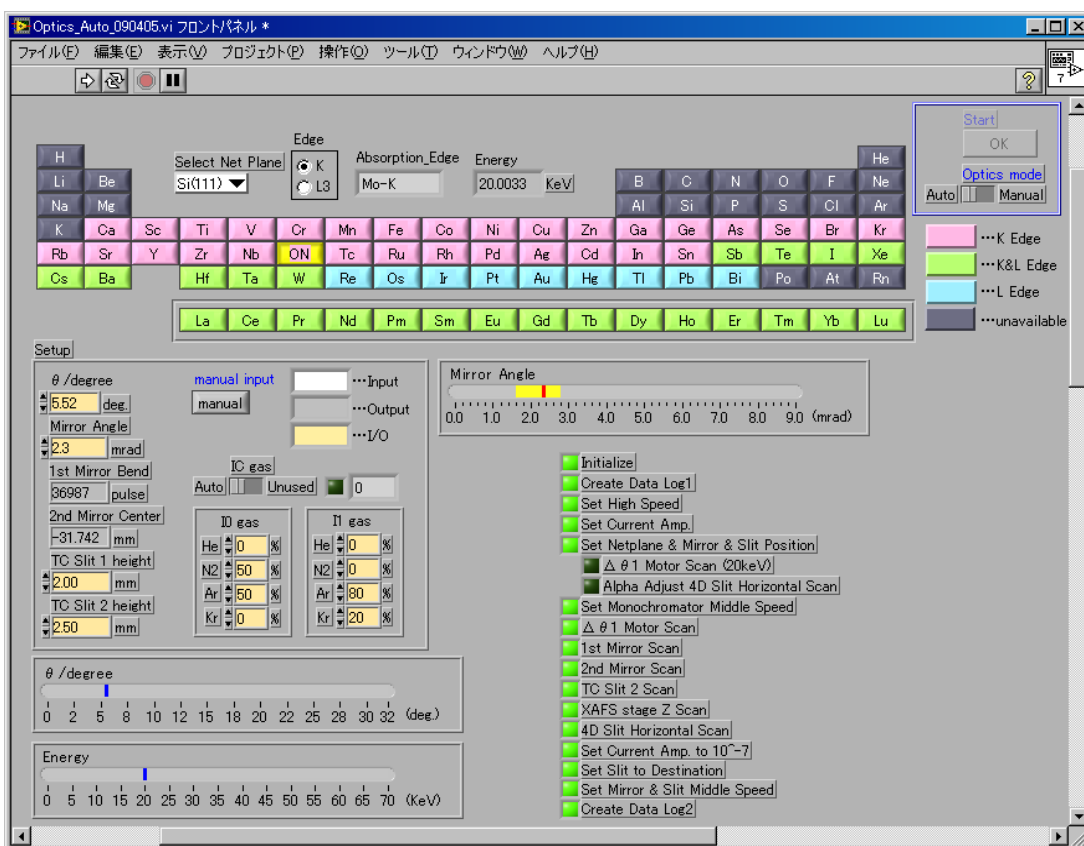 Optics_Auto_090405.vi フロントパネル *
ファイル(F) 編集(E) 表示(V) プロジェクト(P) 操作(O) ツール(T) ウィンドウ(W) ヘルプ(H)
7
Start
OK
Optics mode
Auto Manual
Select Net Plane
Si(111)
Edge
K
L3
Absorption_Edge
Mo-K
Energy
20.0033 KeV
H He
Li Be B C N O F Ne
Na Mg Al Si P S Cl Ar
K Ca Sc Ti V Cr Mn Fe Co Ni Cu Zn Ga Ge As Se Br Kr
Rb Sr Y Zr Nb ON Tc Ru Rh Pd Ag Cd In Sn Sb Te I Xe
Cs Ba Hf Ta W Re Os Ir Pt Au Hg Tl Pb Bi Po At Rn
La Ce Pr Nd Pm Sm Eu Gd Tb Dy Ho Er Tm Yb Lu
…K Edge
…K&L Edge
…L Edge
…unavailable
Setup
θ/degree
5.52 deg.
Mirror Angle
2.3 mrad
1st Mirror Bend
36987 pulse
2nd Mirror Center
-31.742 mm
TC Slit 1 height
2.00 mm
TC Slit 2 height
2.50 mm
manual input
manual
…Input
…Output
…I/O
IC gas
Auto Unused 0
I0 gas
He 0 %
N2 50 %
Ar 50 %
Kr 0 %
I1 gas
He 0 %
N2 0 %
Ar 80 %
Kr 20 %
Mirror Angle
0.0 1.0 2.0 3.0 4.0 5.0 6.0 7.0 8.0 9.0 (mrad)
Initialize
Create Data Log1
Set High Speed
Set Current Amp.
Set Netplane & Mirror & Slit Position
Δθ1 Motor Scan (20keV)
Alpha Adjust 4D Slit Horizontal Scan
Set Monochromator Middle Speed
Δθ1 Motor Scan
1st Mirror Scan
2nd Mirror Scan
TC Slit 2 Scan
XAFS stage Z Scan
4D Slit Horizontal Scan
Set Current Amp. to 10^-7
Set Slit to Destination
Set Mirror & Slit Middle Speed
Create Data Log2
θ/degree
0 2 5 8 10 12 15 18 20 22 25 28 30 32 (deg.)
Energy
0 5 10 15 20 25 30 35 40 45 50 55 60 65 70 (KeV)